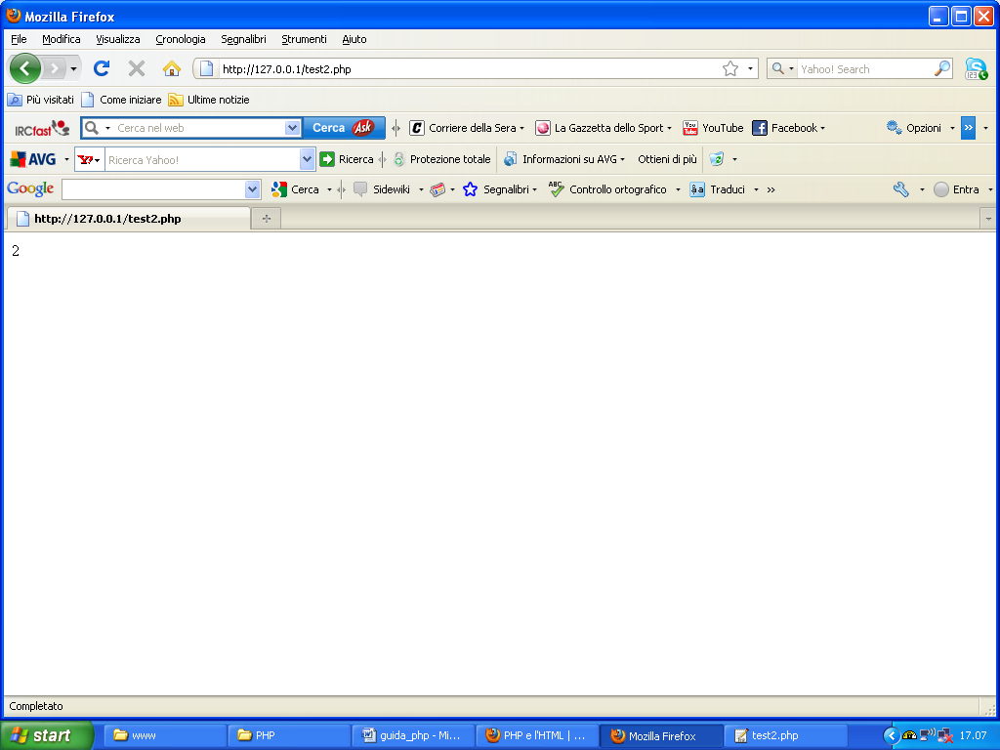 Mozilla Firefox
File Modifica Visualizza Cronologia Segnalibri Strumenti Aiuto
http://127.0.0.1/test2.php Yahoo! Search
Più visitati Come iniziare Ultime notizie
IRCfast Cerca nel web Cerca Ask Corriere della Sera La Gazzetta dello Sport YouTube Facebook Opzioni »
AVG Y! Ricerca Yahoo! Ricerca Protezione totale Informazioni su AVG Ottieni di più
Google Cerca Sidewiki Segnalibri ABC Controllo ortografico âa Traduci » Entra
http://127.0.0.1/test2.php
2
Completato
start www PHP guida_php - Mi... PHP e l'HTML | ... Mozilla Firefox test2.php 17.07